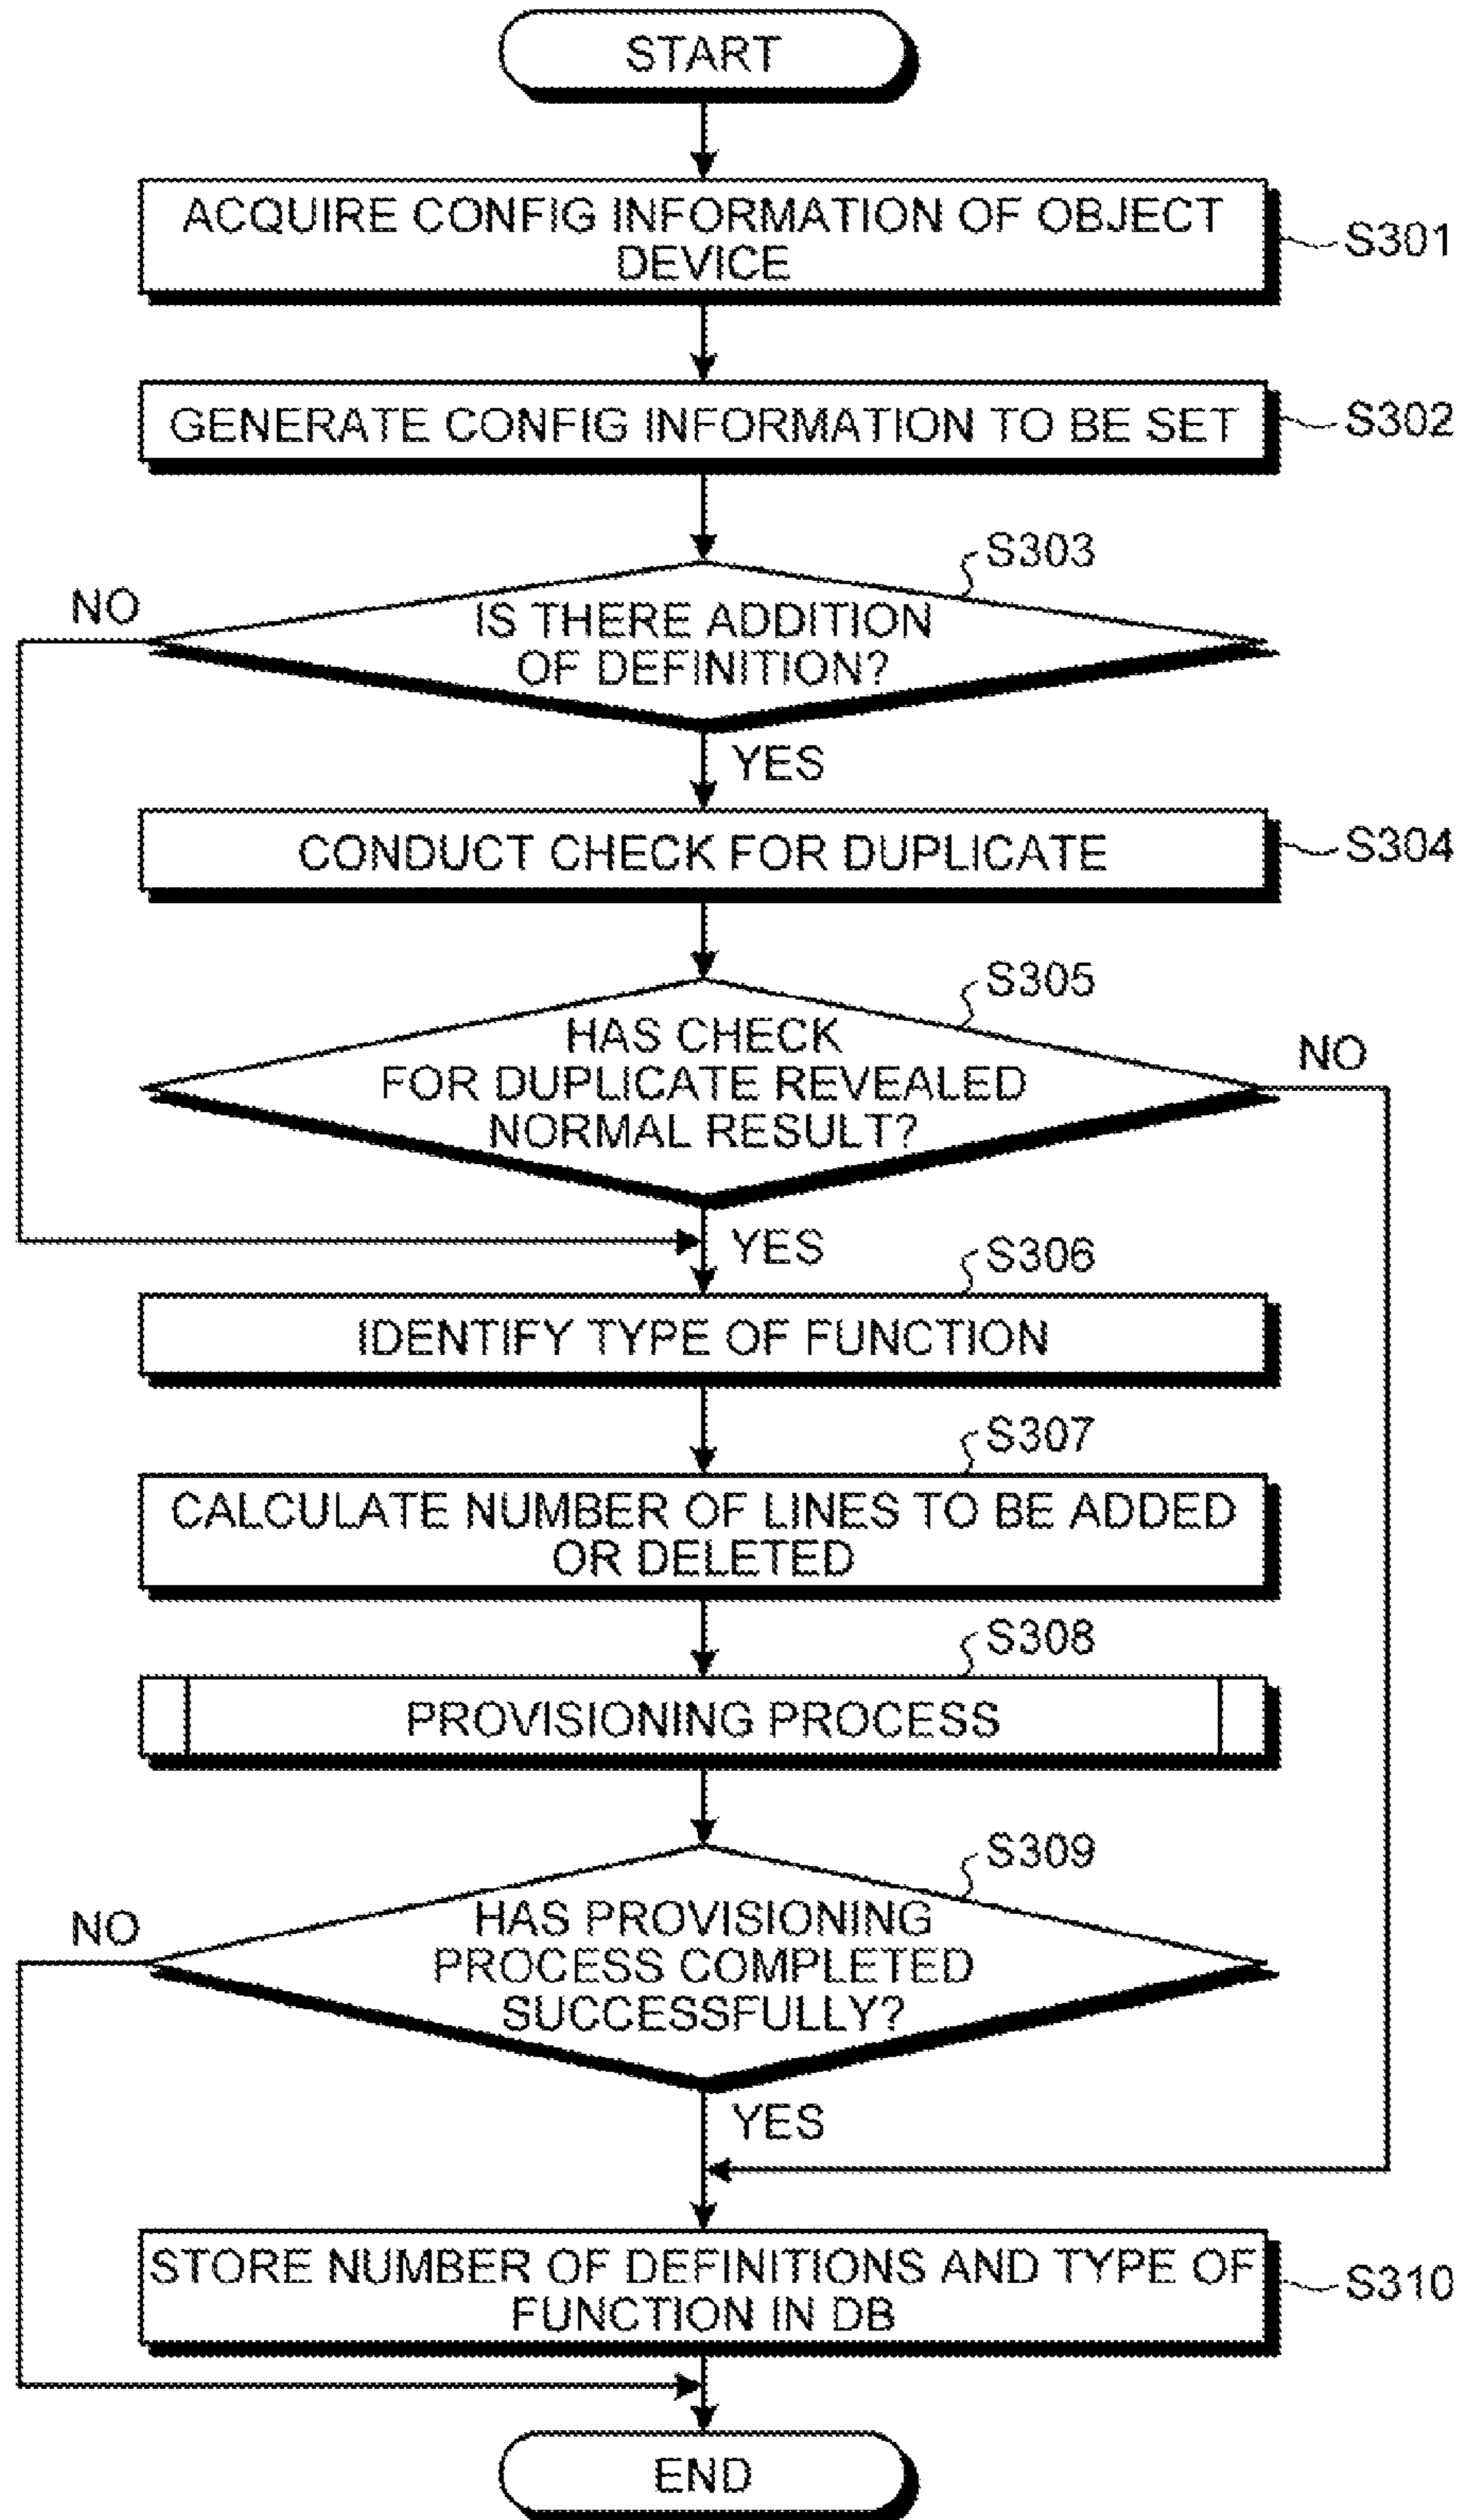 START
ACQUIRE CONFIG INFORMATION OF OBJECT
DEVICE
S301
GENERATE CONFIG INFORMATION TO BE SET
S302
S303
NO
IS THERE ADDITION
OF DEFINITION?
YES
CONDUCT CHECK FOR DUPLICATE
S304
S305
HAS CHECK
FOR DUPLICATE REVEALED
NORMAL RESULT?
NO
YES
S306
IDENTIFY TYPE OF FUNCTION
S307
CALCULATE NUMBER OF LINES TO BE ADDED
OR DELETED
S308
PROVISIONING PROCESS
S309
NO
HAS PROVISIONING
PROCESS COMPLETED
SUCCESSFULLY?
YES
STORE NUMBER OF DEFINITIONS AND TYPE OF
FUNCTION IN DB
S310
END